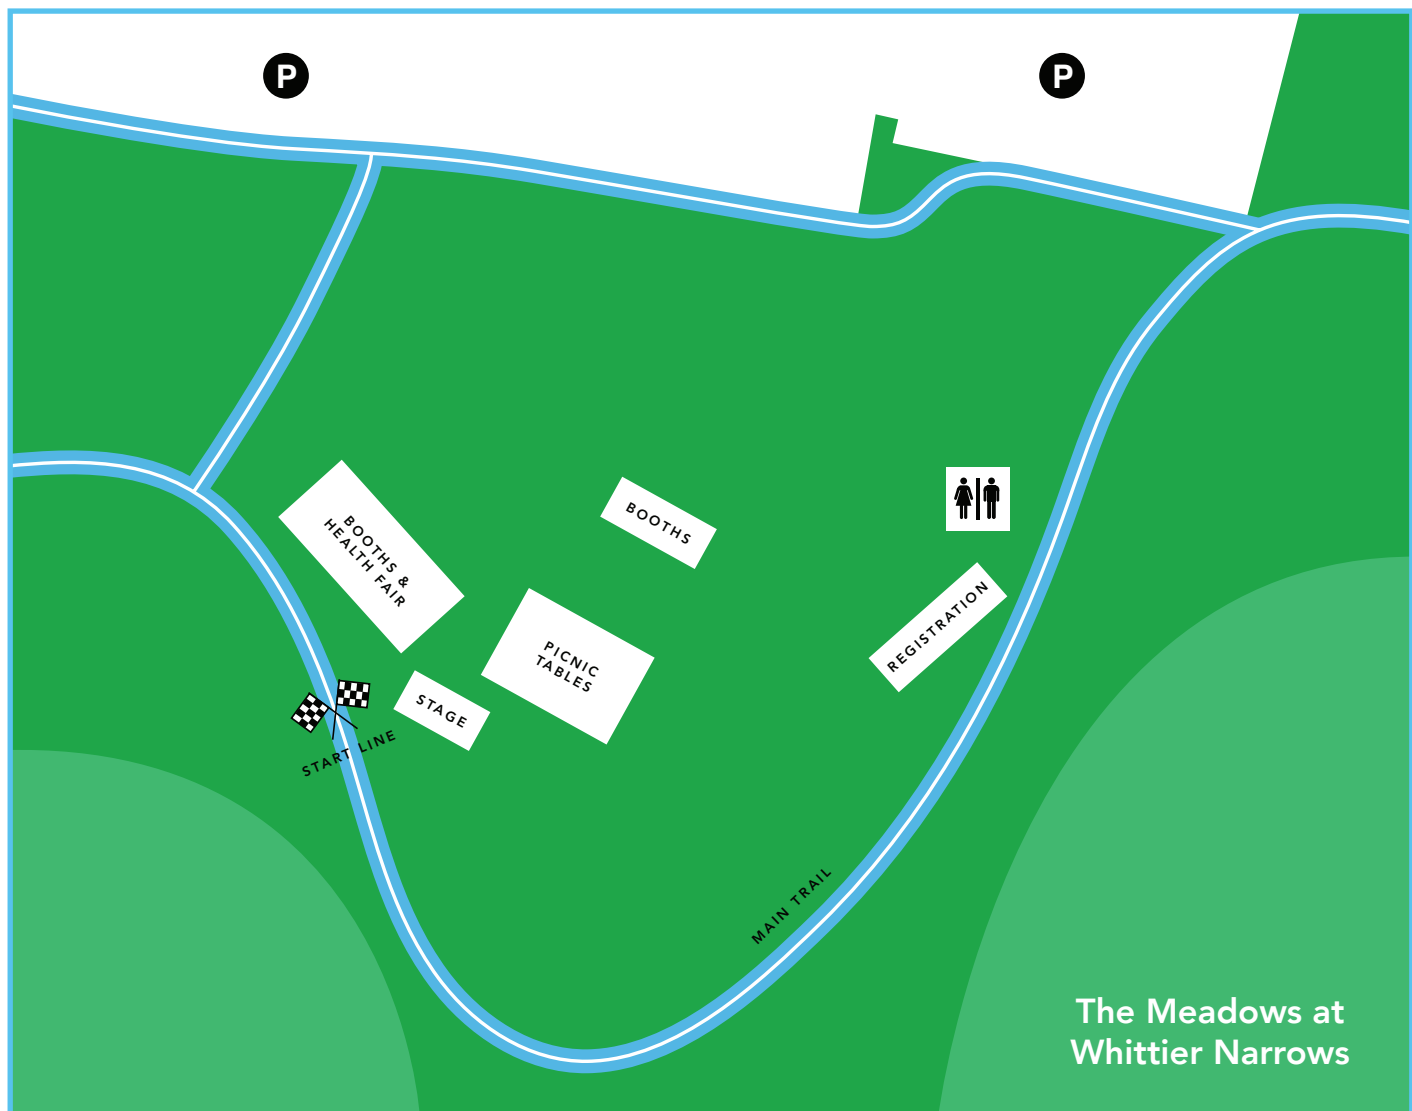 P
P
BOOTHS &
HEALTH FAIR
BOOTHS
REGISTRATION
PICNIC
TABLES
STAGE
START LINE
MAIN TRAIL
The Meadows at
Whittier Narrows